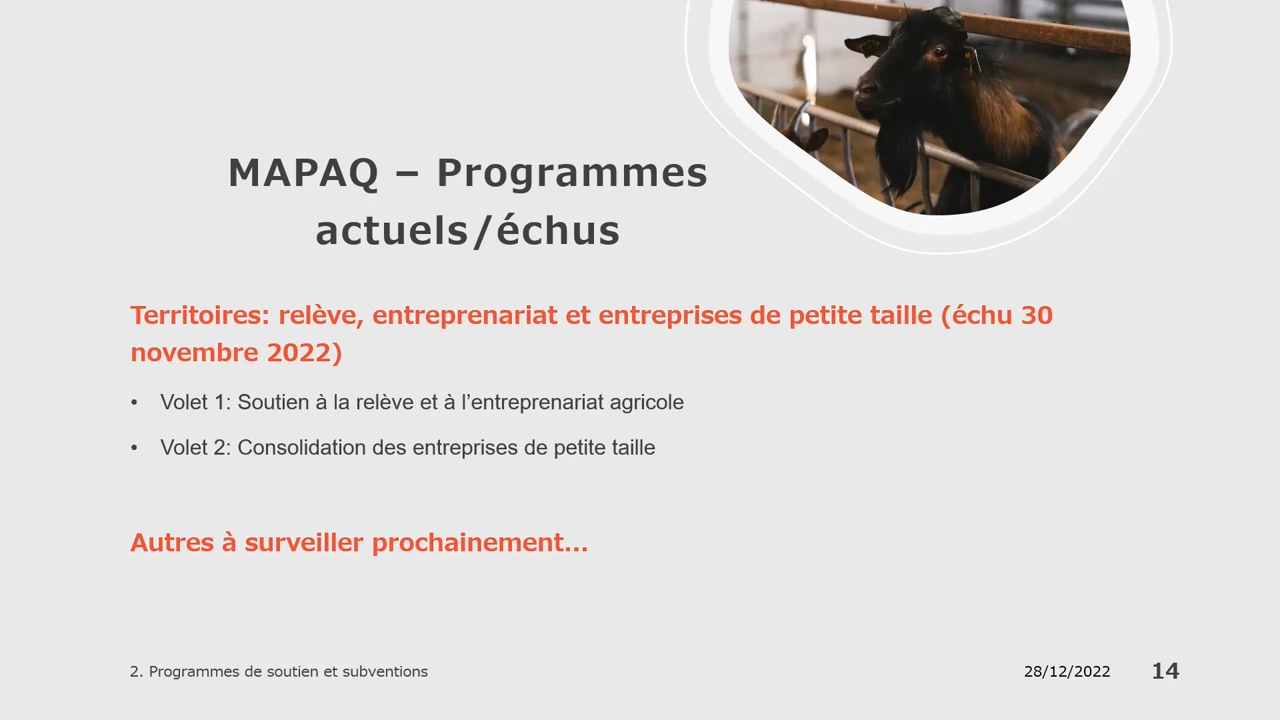 MAPAQ – Programmes
actuels/échus
Territoires: relève, entreprenariat et entreprises de petite taille (échu 30
novembre 2022)
• Volet 1: Soutien à la relève et à l’entreprenariat agricole
• Volet 2: Consolidation des entreprises de petite taille
Autres à surveiller prochainement…
2. Programmes de soutien et subventions
28/12/2022
14